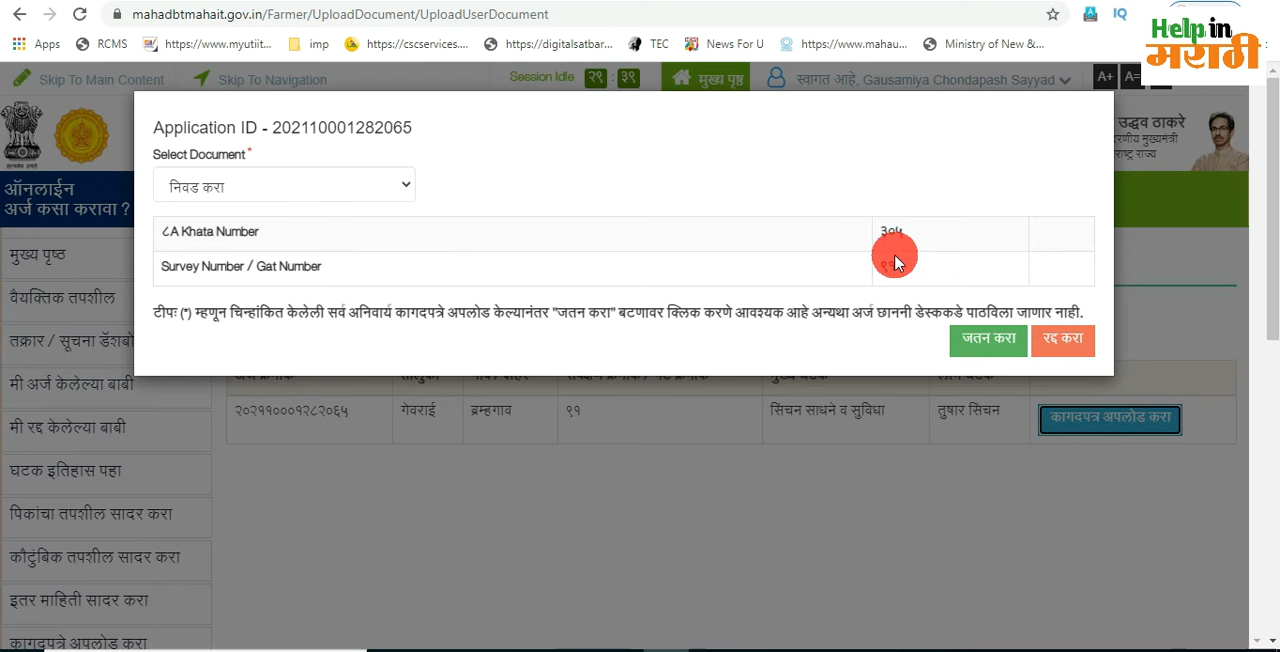 mahadbtmahait.gov.in/Farmer/UploadDocument/UploadUserDocument
IQ
Help in
मराठी
Apps
RCMS
https://www.myutiit...
imp
https://cscservices....
https://digitalsatbar...
TEC
News For U
https://www.mahau...
Ministry of New &...
Skip To Main Content
Skip To Navigation
Session Idle २९ : ३९
मुख्य पृष्ठ
स्वागत आहे, Gausamiya Chondapash Sayyad
A+ A=
उद्धव ठाकरे
ऑनलाईन
अर्ज कसा करावा ?
Application ID - 202110001282065
Select Document *
निवड करा
८A Khata Number ३०५
Survey Number / Gat Number
टीपः (*) म्हणून चिन्हांकित केलेली सर्व अनिवार्य कागदपत्रे अपलोड केल्यानंतर "जतन करा" बटणावर क्लिक करणे आवश्यक आहे अन्यथा अर्ज छाननी डेस्ककडे पाठविला जाणार नाही.
जतन करा रद्द करा
२०२११०००१२८२०६५ गेवराई ब्रम्हगाव ९१ सिंचन साधने व सुविधा तुषार सिंचन कागदपत्र अपलोड करा
मुख्य पृष्ठ
वैयक्तिक तपशील
तक्रार / सूचना डॅशबो
मी अर्ज केलेल्या बाबी
मी रद्द केलेल्या बाबी
घटक इतिहास पहा
पिकांचा तपशील सादर करा
कौटुंबिक तपशील सादर करा
इतर माहिती सादर करा
कागदपत्रे अपलोड करा